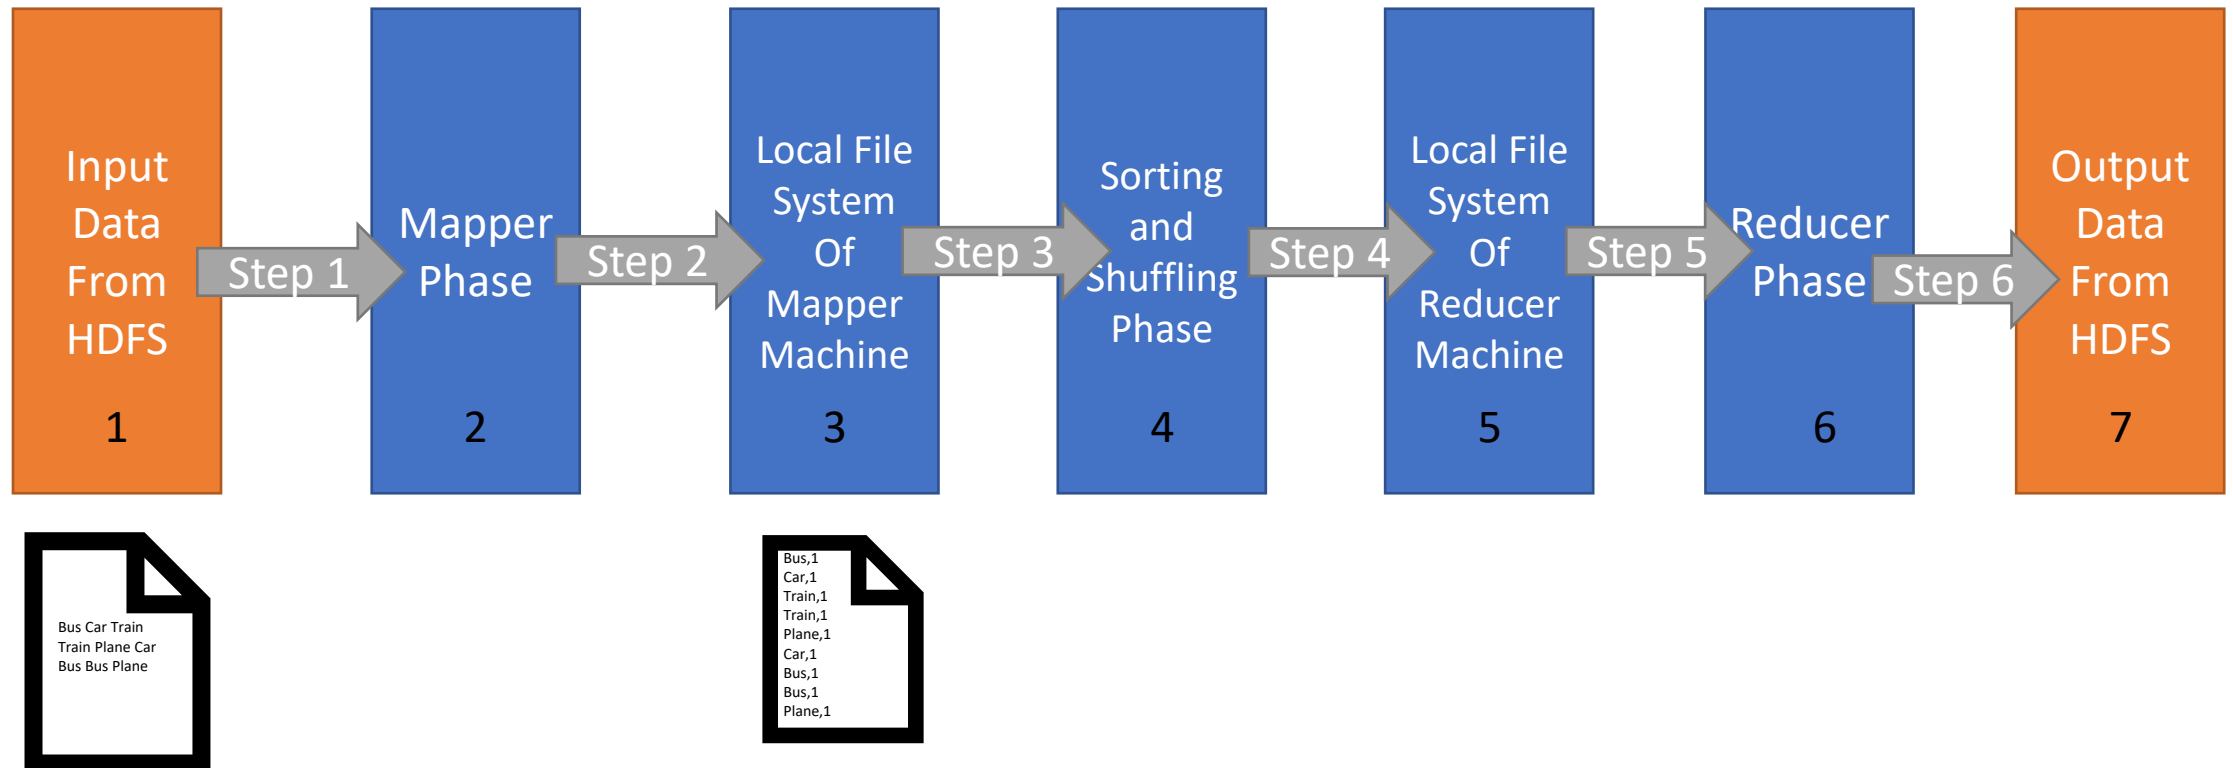 Input
Data
From
HDFS
1
Step 1
Mapper
Phase
2
Step 2
Local File
System
Of
Mapper
Machine
3
Step 3
Sorting
and
Shuffling
Phase
4
Step 4
Local File
System
Of
Reducer
Machine
5
Step 5
Reducer
Phase
6
Step 6
Output
Data
From
HDFS
7
Bus Car Train
Train Plane Car
Bus Bus Plane
Bus,1
Car,1
Train,1
Train,1
Plane,1
Car,1
Bus,1
Bus,1
Plane,1